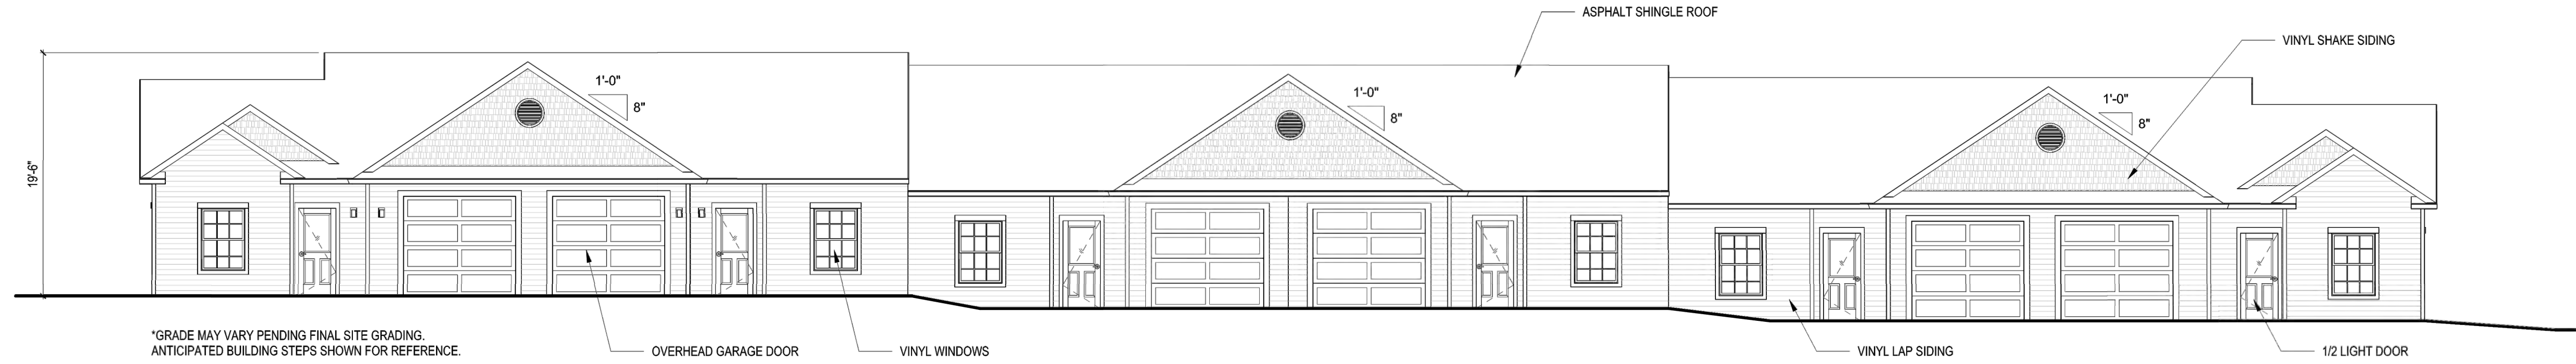 ASPHALT SHINGLE ROOF
VINYL SHAKE SIDING
1'-0"
8"
1'-0"
8"
1'-0"
8"
19'-6"
*GRADE MAY VARY PENDING FINAL SITE GRADING.
ANTICIPATED BUILDING STEPS SHOWN FOR REFERENCE.
OVERHEAD GARAGE DOOR
VINYL WINDOWS
VINYL LAP SIDING
1/2 LIGHT DOOR